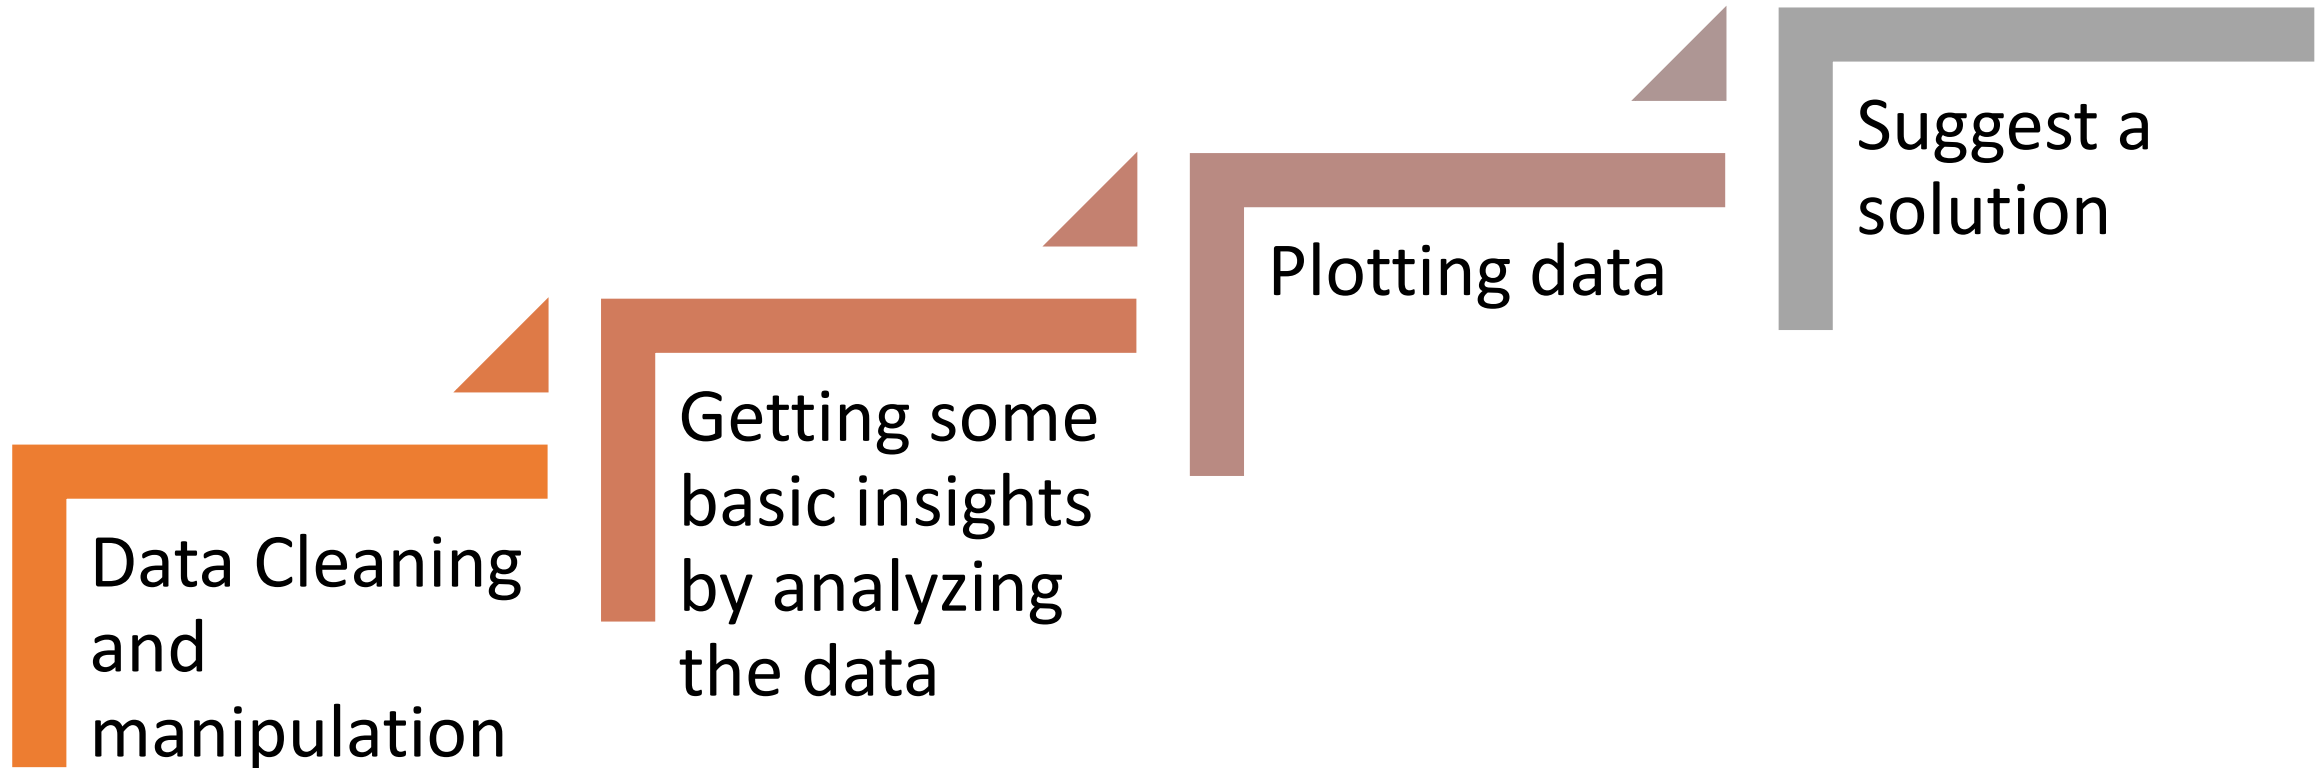 Data Cleaning
and
manipulation
Getting some
basic insights
by analyzing
the data
Plotting data
Suggest a
solution